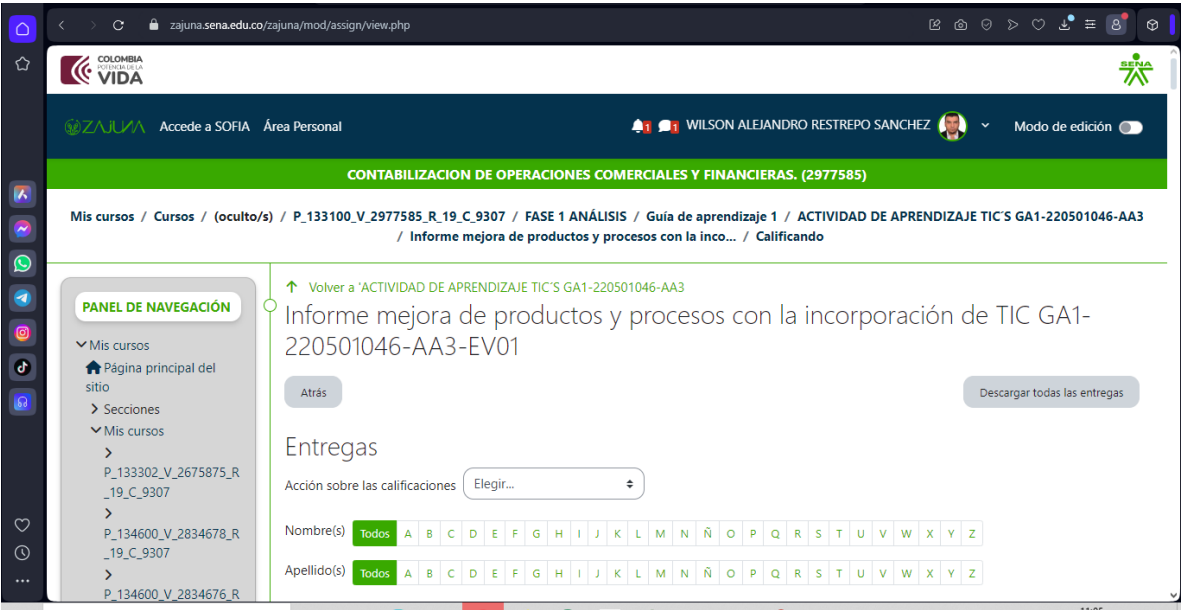 zajuna.sena.edu.co/zajuna/mod/assign/view.php
COLOMBIA
POTENCIA DE LA
VIDA
SENA
ZAJUNA Accede a SOFIA Área Personal 1 1 WILSON ALEJANDRO RESTREPO SANCHEZ Modo de edición
CONTABILIZACION DE OPERACIONES COMERCIALES Y FINANCIERAS. (2977585)
Mis cursos / Cursos / (oculto/s) / P_133100_V_2977585_R_19_C_9307 / FASE 1 ANÁLISIS / Guía de aprendizaje 1 / ACTIVIDAD DE APRENDIZAJE TIC´S GA1-220501046-AA3
/ Informe mejora de productos y procesos con la inco... / Calificando
PANEL DE NAVEGACIÓN
Mis cursos
Página principal del
sitio
Secciones
Mis cursos
P_133302_V_2675875_R
_19_C_9307
P_134600_V_2834678_R
_19_C_9307
P_134600_V_2834676_R
Volver a 'ACTIVIDAD DE APRENDIZAJE TIC´S GA1-220501046-AA3
Informe mejora de productos y procesos con la incorporación de TIC GA1-
220501046-AA3-EV01
Atrás
Descargar todas las entregas
Entregas
Acción sobre las calificaciones Elegir...
Nombre(s) Todos A B C D E F G H I J K L M N Ñ O P Q R S T U V W X Y Z
Apellido(s) Todos A B C D E F G H I J K L M N Ñ O P Q R S T U V W X Y Z